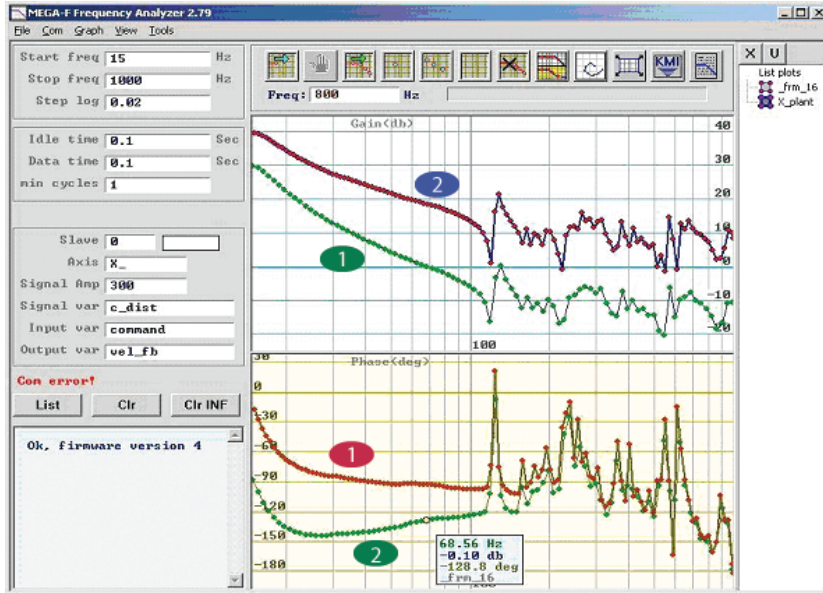 MEGA-F Frequency Analyzer 2.79
File Com Graph View Tools
Start freq 15 Hz
Stop freq 1000 Hz
Step log 0.02
Idle time 0.1 Sec
Data time 0.1 Sec
min cycles 1
Slave 0
Axis X_
Signal Amp 300
Signal var c_dist
Input var command
Output var vel_fb
Com error!
List Clr Clr INF
Ok, firmware version 4
KMI
Freq: 800 Hz
Gain(db)
40
30
20
10
0
-10
-20
2
1
100
Phase(deg)
30
0
-30
-60
-90
-120
-150
-180
1
2
68.56 Hz
-0.10 db
-128.8 deg
_frm_16
X U
List plots
_frm_16
X_plant